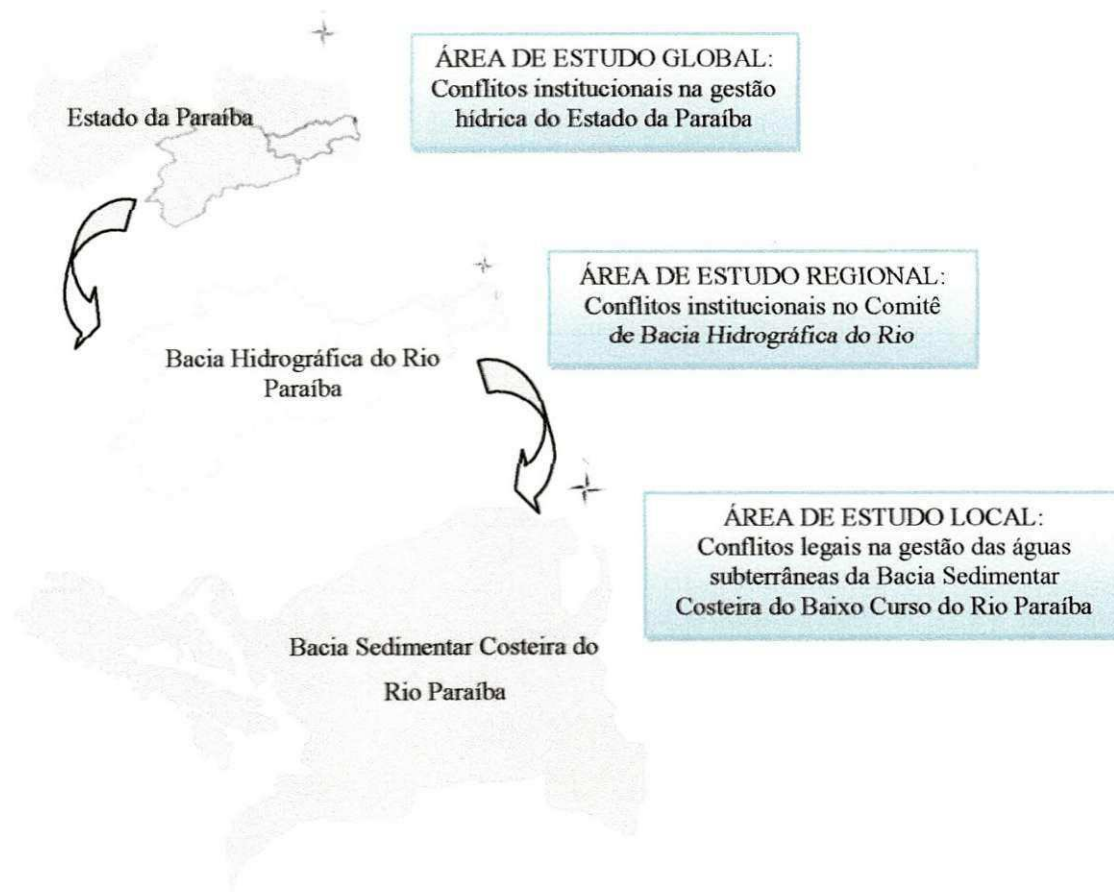 Estado da Paraíba
ÁREA DE ESTUDO GLOBAL:
Conflitos institucionais na gestão
hídrica do Estado da Paraíba
Bacia Hidrográfica do Rio
Paraíba
ÁREA DE ESTUDO REGIONAL:
Conflitos institucionais no Comitê
de Bacia Hidrográfica do Rio
Bacia Sedimentar Costeira do
Rio Paraíba
ÁREA DE ESTUDO LOCAL:
Conflitos legais na gestão das águas
subterrâneas da Bacia Sedimentar
Costeira do Baixo Curso do Rio Paraíba